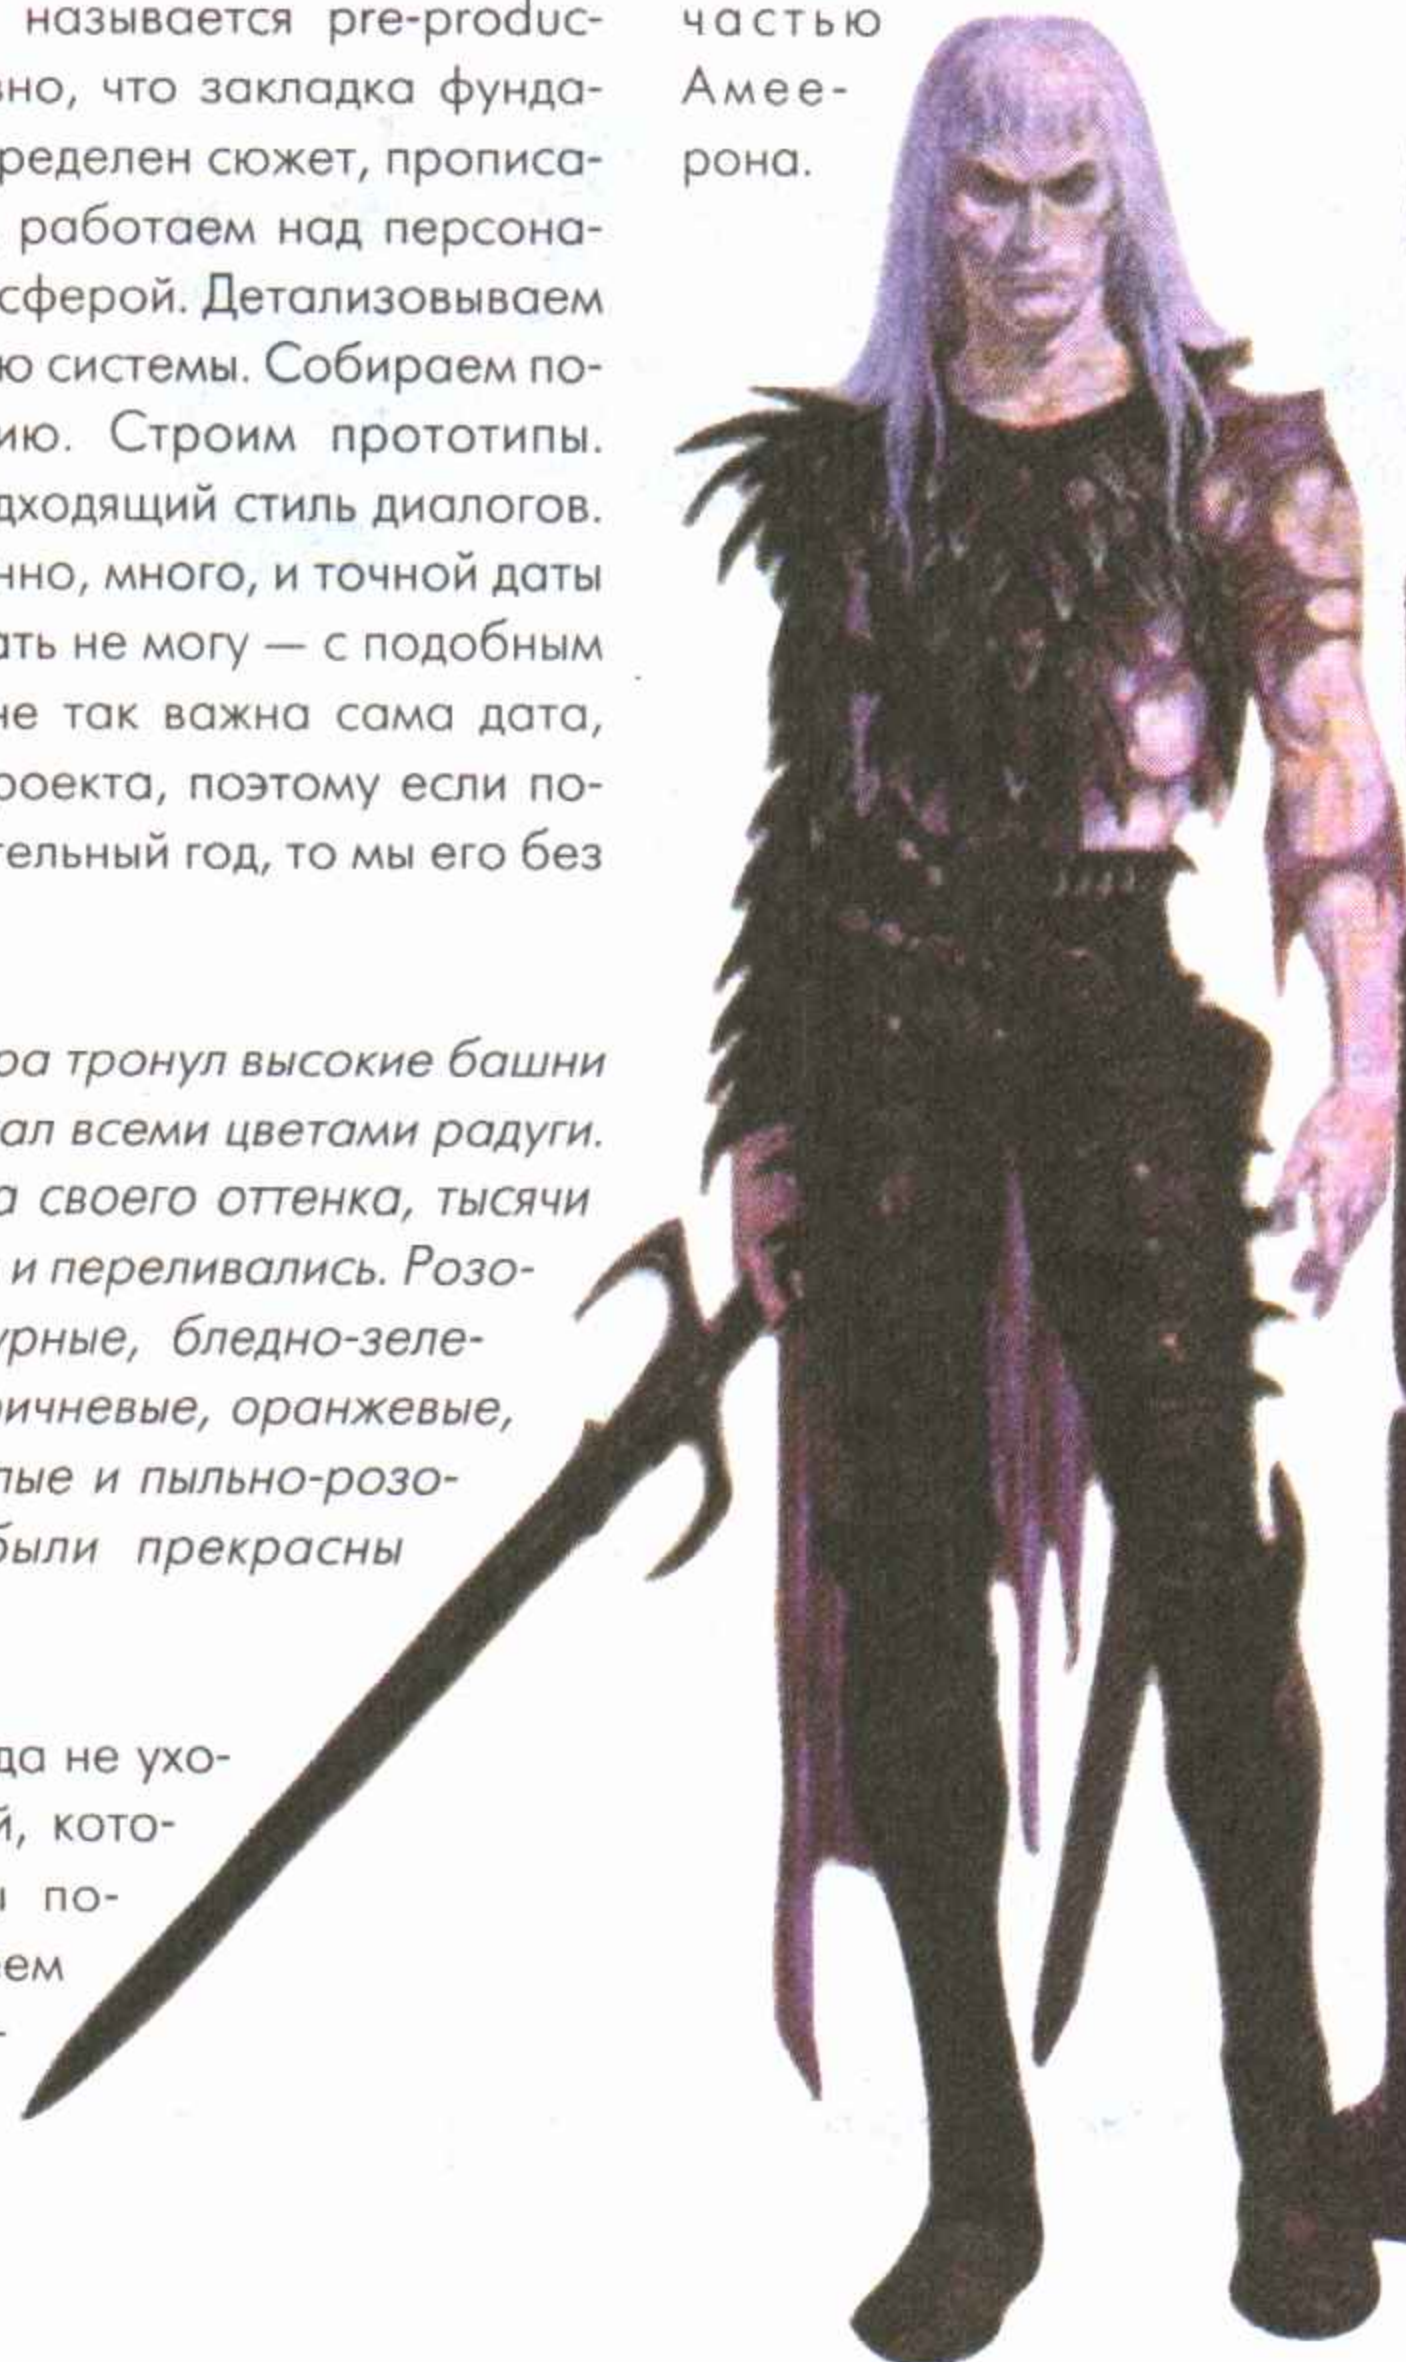 называется pre-produc-
вно, что закладка фунда-
ределен сюжет, прописа-
работаем над персона-
сферой. Детализовываем
ю системы. Собираем по-
ию. Строим прототипы.
дходящий стиль диалогов.
нно, много, и точной даты
ать не могу — с подобным
не так важна сама дата,
роекта, поэтому если по-
тельный год, то мы его без
ра тронул высокие башни
ал всеми цветами радуги.
а своего оттенка, тысячи
и переливались. Розо-
урные, бледно-зеле-
ричневые, оранжевые,
лые и пыльно-розо-
были прекрасны
да не ухо-
й, кото-
по-
ем
-
частью
Амее-
рона.